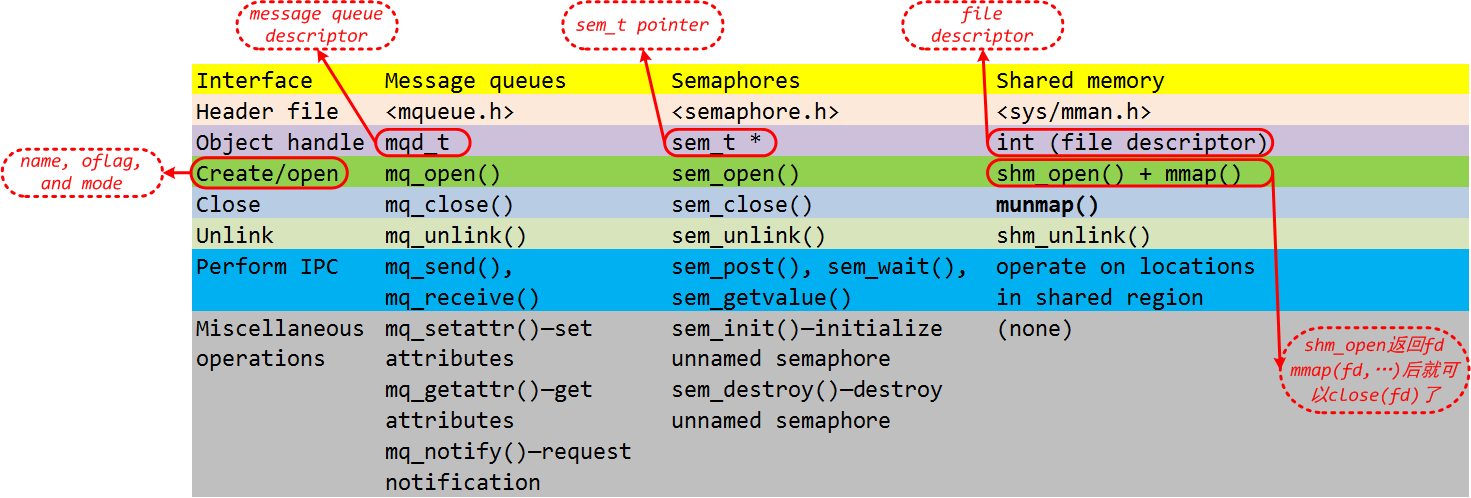 message queue
descriptor
sem_t pointer
file
descriptor
Interface Message queues Semaphores Shared memory
Header file <mqueue.h> <semaphore.h> <sys/mman.h>
Object handle mqd_t sem_t * int (file descriptor)
name, oflag,
and mode
Create/open mq_open() sem_open() shm_open() + mmap()
Close mq_close() sem_close() munmap()
Unlink mq_unlink() sem_unlink() shm_unlink()
Perform IPC mq_send(), sem_post(), sem_wait(), operate on locations
mq_receive() sem_getvalue() in shared region
Miscellaneous mq_setattr()—set sem_init()—initialize (none)
operations attributes unnamed semaphore
mq_getattr()—get sem_destroy()—destroy
attributes unnamed semaphore
mq_notify()—request
notification
shm_open返回fd
mmap(fd,…)后就可
以close(fd)了